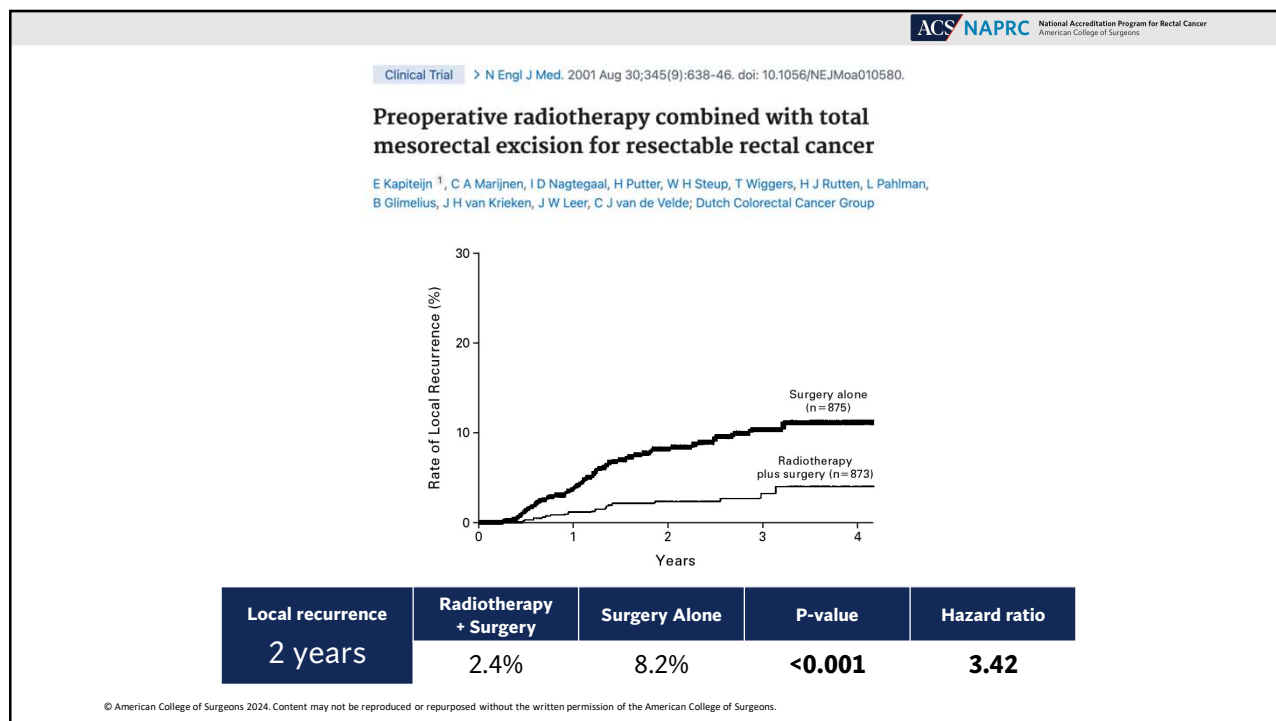 ACS NAPRC National Accreditation Program for Rectal Cancer
American College of Surgeons
Clinical Trial > N Engl J Med. 2001 Aug 30;345(9):638-46. doi: 10.1056/NEJMoa010580.
Preoperative radiotherapy combined with total
mesorectal excision for resectable rectal cancer
E Kapiteijn 1, C A Marijnen, I D Nagtegaal, H Putter, W H Steup, T Wiggers, H J Rutten, L Pahlman,
B Glimelius, J H van Krieken, J W Leer, C J van de Velde; Dutch Colorectal Cancer Group
Rate of Local Recurrence (%)
30
20
10
0
Surgery alone
(n=875)
Radiotherapy
plus surgery (n=873)
0 1 2 3 4
Years
Local recurrence
2 years
Radiotherapy
+ Surgery
Surgery Alone
P-value
Hazard ratio
2.4% 8.2% <0.001 3.42
© American College of Surgeons 2024. Content may not be reproduced or repurposed without the written permission of the American College of Surgeons.